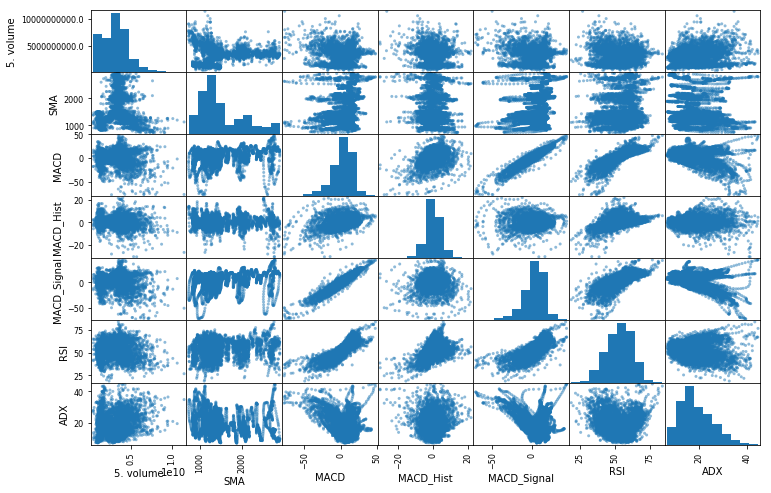 5. volume
10000000000.0
5000000000.0
SMA
2000
1000
MACD
50
0
−50
MACD_Hist
20
0
−20
MACD_Signal
0
−50
RSI
75
50
25
ADX
40
20
0.5 1.0 1000 2000 −50 0 50 −20 0 20 −50 0 25 50 75 20 40
5. volume 1e10 SMA MACD MACD_Hist MACD_Signal RSI ADX